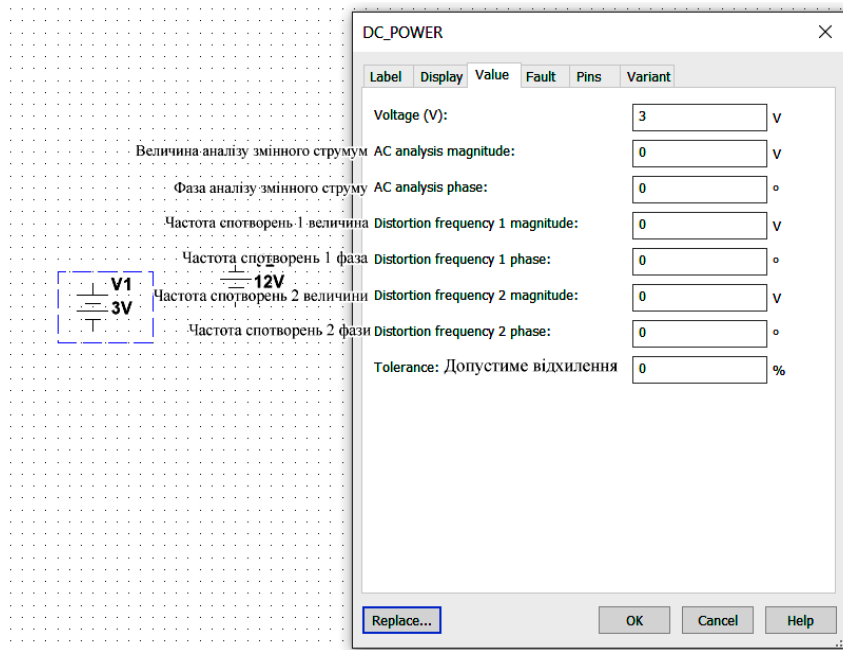 DC_POWER
Label Display Value Fault Pins Variant
Voltage (V): 3 V
Величина аналізу змінного струмум AC analysis magnitude: 0 V
Фаза аналізу змінного струму AC analysis phase: 0 °
Частота спотворень 1 величина Distortion frequency 1 magnitude: 0 V
Частота спотворень 1 фаза Distortion frequency 1 phase: 0 °
V1 12V
Частота спотворень 2 величини Distortion frequency 2 magnitude: 0 V
3V
Частота спотворень 2 фази Distortion frequency 2 phase: 0 °
Tolerance: Допустиме відхилення 0 %
Replace... OK Cancel Help